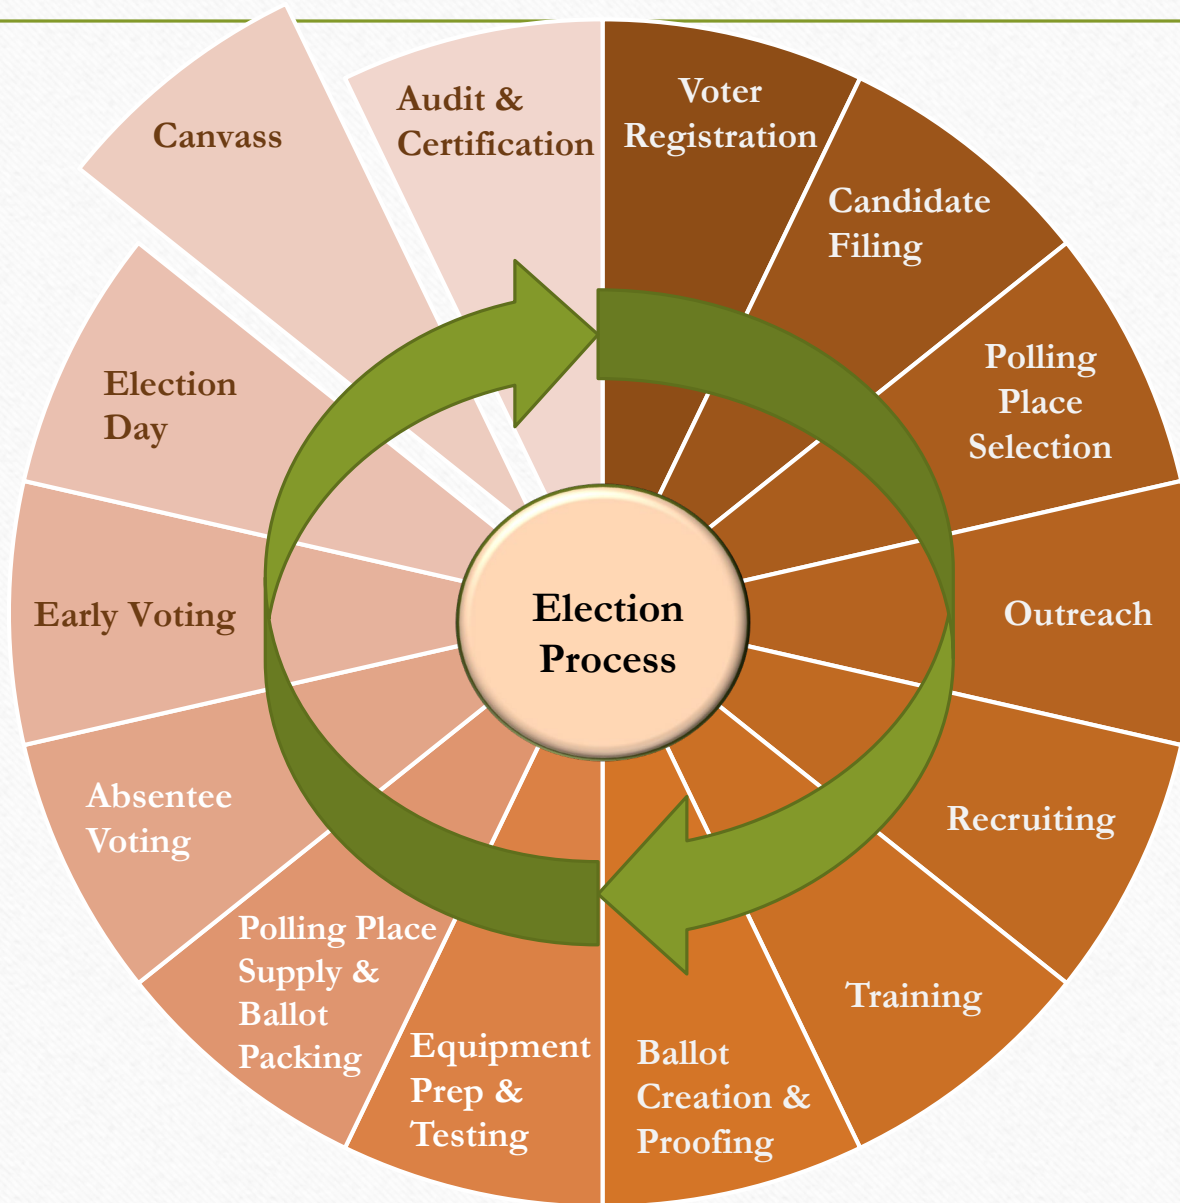 Voter
Registration
Candidate
Filing
Polling
Place
Selection
Outreach
Recruiting
Training
Ballot
Creation &
Proofing
Equipment
Prep &
Testing
Polling Place
Supply &
Ballot
Packing
Absentee
Voting
Early Voting
Election
Day
Canvass
Audit &
Certification
Election
Process